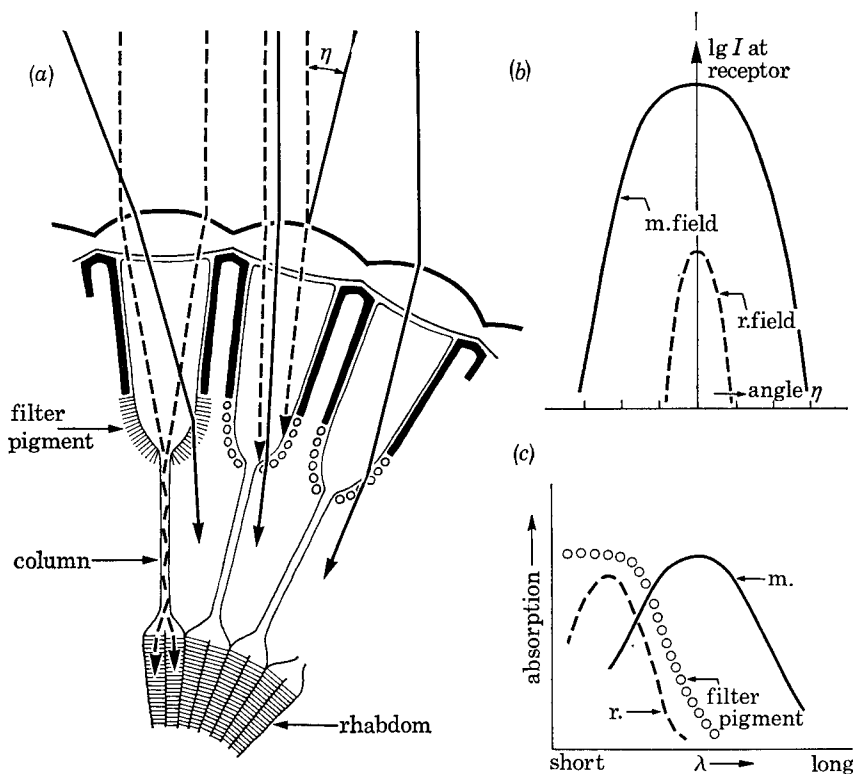 (a)
η
filter
pigment
column
rhabdom
(b)
lg I at
receptor
m.field
r.field
angle η
(c)
absorption
m.
r.
filter
pigment
short
λ
long